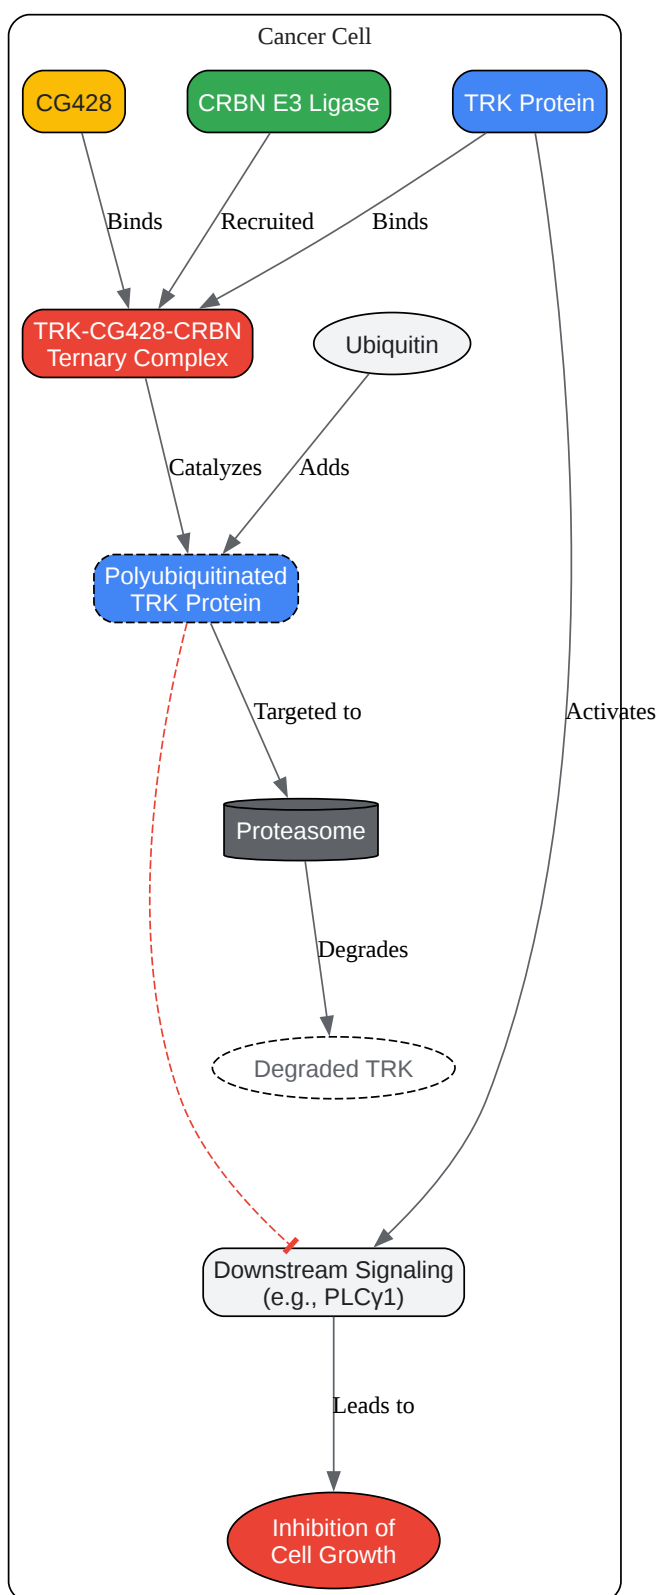 Cancer Cell
CG428
CRBN E3 Ligase
TRK Protein
Binds
Recruited
Binds
TRK-CG428-CRBN
Ternary Complex
Ubiquitin
Catalyzes
Adds
Polyubiquitinated
TRK Protein
Targeted to
Activates
Proteasome
Degrades
Degraded TRK
Downstream Signaling
(e.g., PLCγ1)
Leads to
Inhibition of
Cell Growth